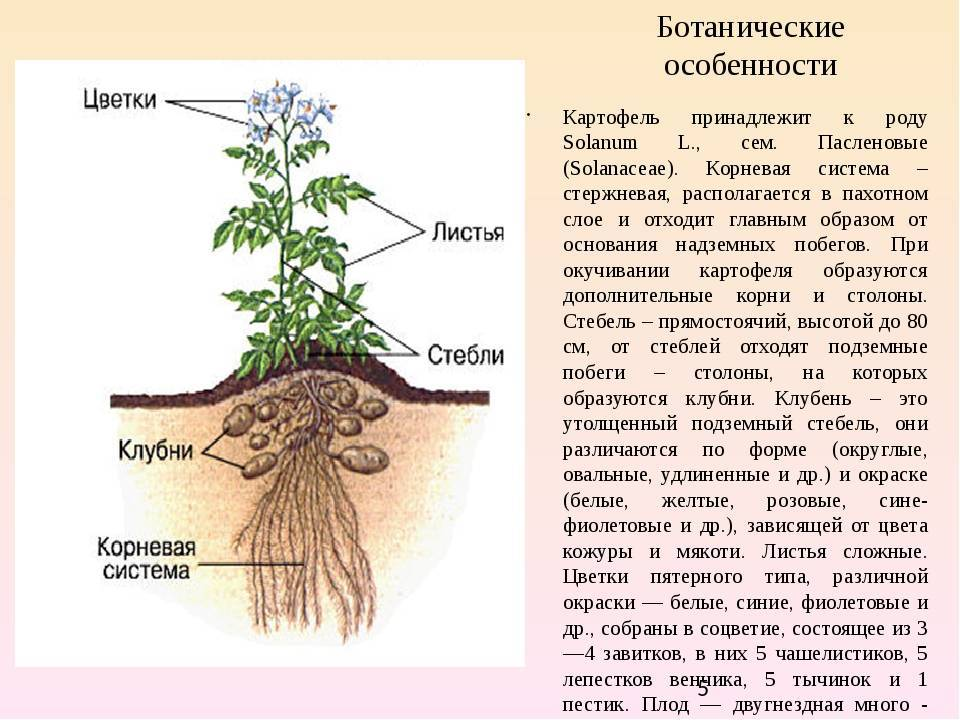 Ботанические
особенности
Цветки
Листья
Стебли
Клубни
Корневая
система
• Картофель принадлежит к роду
Solanum L., сем. Пасленовые
(Solanaceae). Корневая система –
стержневая, располагается в пахотном
слое и отходит главным образом от
основания надземных побегов. При
окучивании картофеля образуются
дополнительные корни и столоны.
Стебель – прямостоячий, высотой до 80
см, от стеблей отходят подземные
побеги – столоны, на которых
образуются клубни. Клубень – это
утолщенный подземный стебель, они
различаются по форме (округлые,
овальные, удлиненные и др.) и окраске
(белые, желтые, розовые, сине-
фиолетовые и др.), зависящей от цвета
кожуры и мякоти. Листья сложные.
Цветки пятерного типа, различной
окраски — белые, синие, фиолетовые и
др., собраны в соцветие, состоящее из 3
—4 завитков, в них 5 чашелистиков, 5
лепестков венчика, 5 тычинок и 1
пестик. Плод — двугнездная много -
5